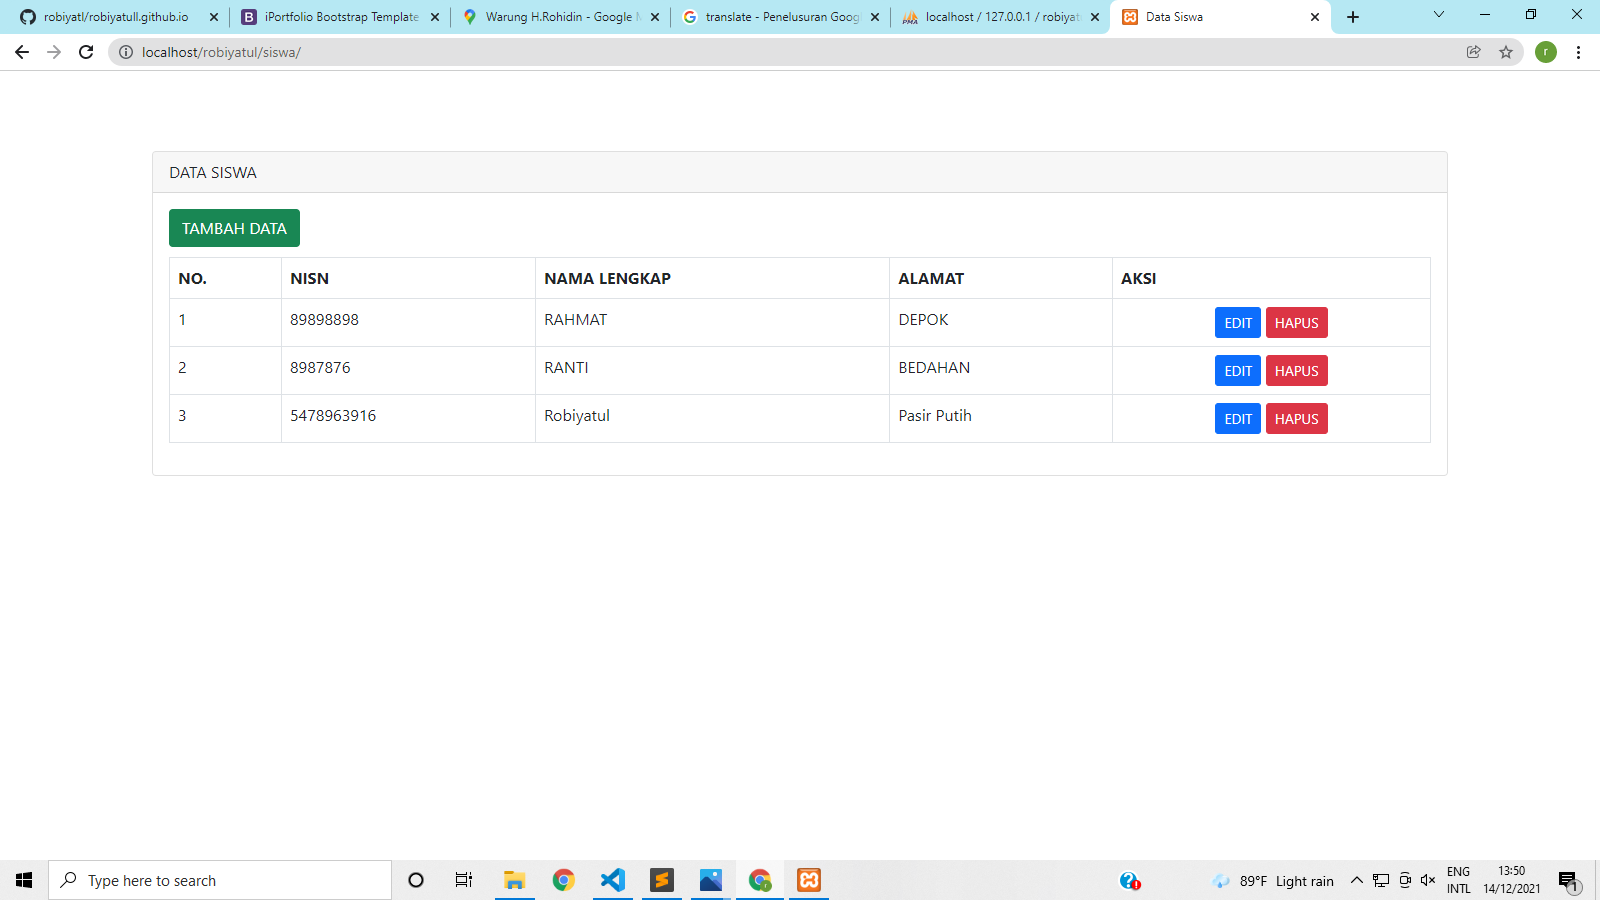 robiyatl/robiyatull.github.io
iPortfolio Bootstrap Template
Warung H.Rohidin - Google
translate - Penelusuran Goog
localhost / 127.0.0.1 / robiyat
Data Siswa
localhost/robiyatul/siswa/
r
DATA SISWA
TAMBAH DATA
NO. NISN NAMA LENGKAP ALAMAT AKSI
1 89898898 RAHMAT DEPOK EDIT HAPUS
2 8987876 RANTI BEDAHAN EDIT HAPUS
3 5478963916 Robiyatul Pasir Putih EDIT HAPUS
Type here to search
89°F Light rain
ENG
INTL
13:50
14/12/2021
1